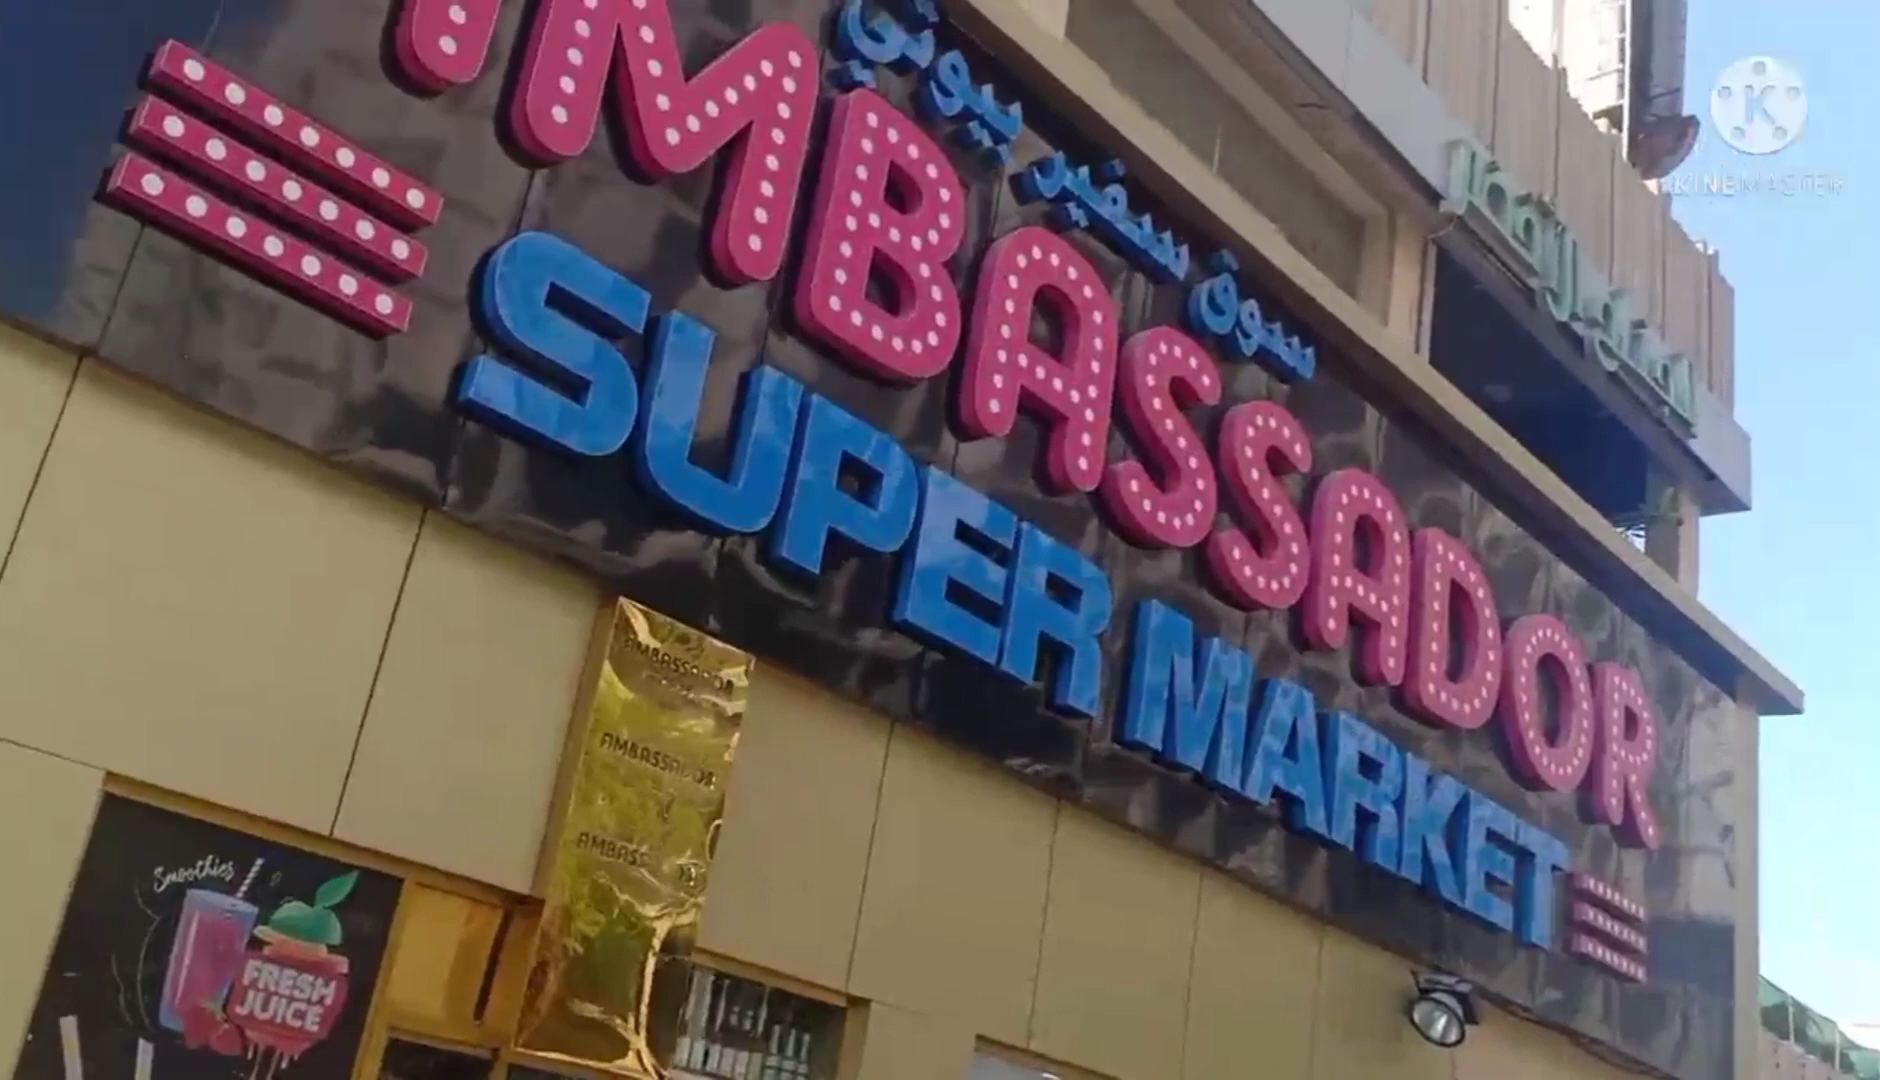 سوق سفير بيوتي
AMBASSADOR
SUPER MARKET
KINEMASTER
AMBASSADOR
AMBASSADOR
Smoothies
FRESH
JUICE